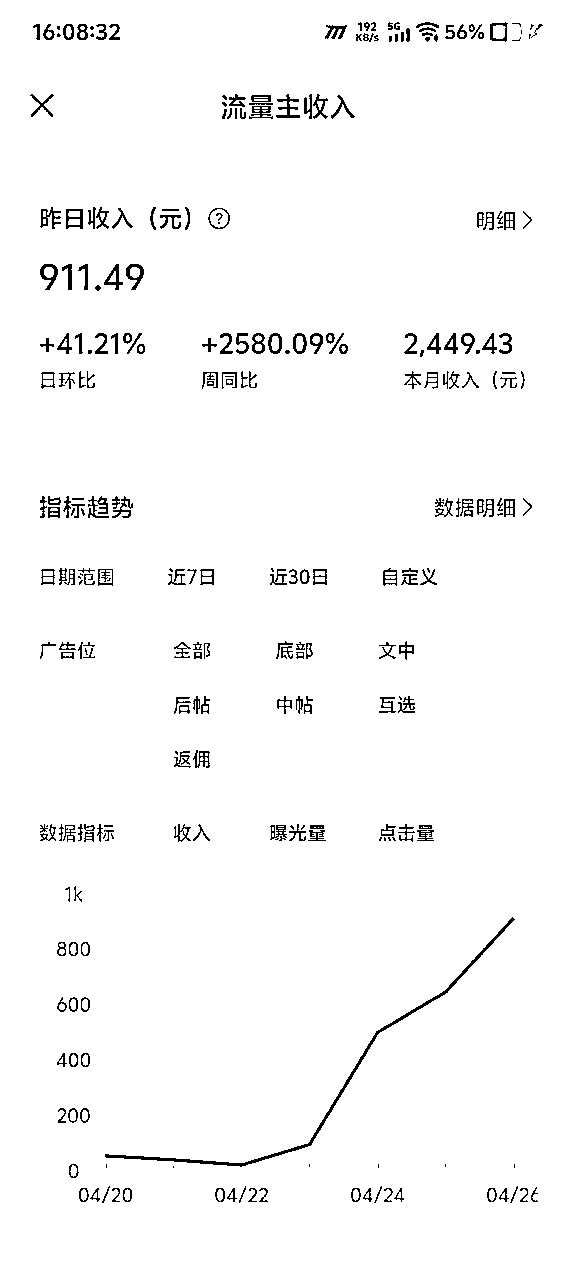 16:08:32 192 KB/s 5G 56%
流量主收入
昨日收入（元）? 明细
911.49
+41.21% +2580.09% 2,449.43
日环比 周同比 本月收入（元）
指标趋势 数据明细
日期范围 近7日 近30日 自定义
广告位 全部 底部 文中
后帖 中帖 互选
返佣
数据指标 收入 曝光量 点击量
1k
800
600
400
200
0
04/20 04/22 04/24 04/26